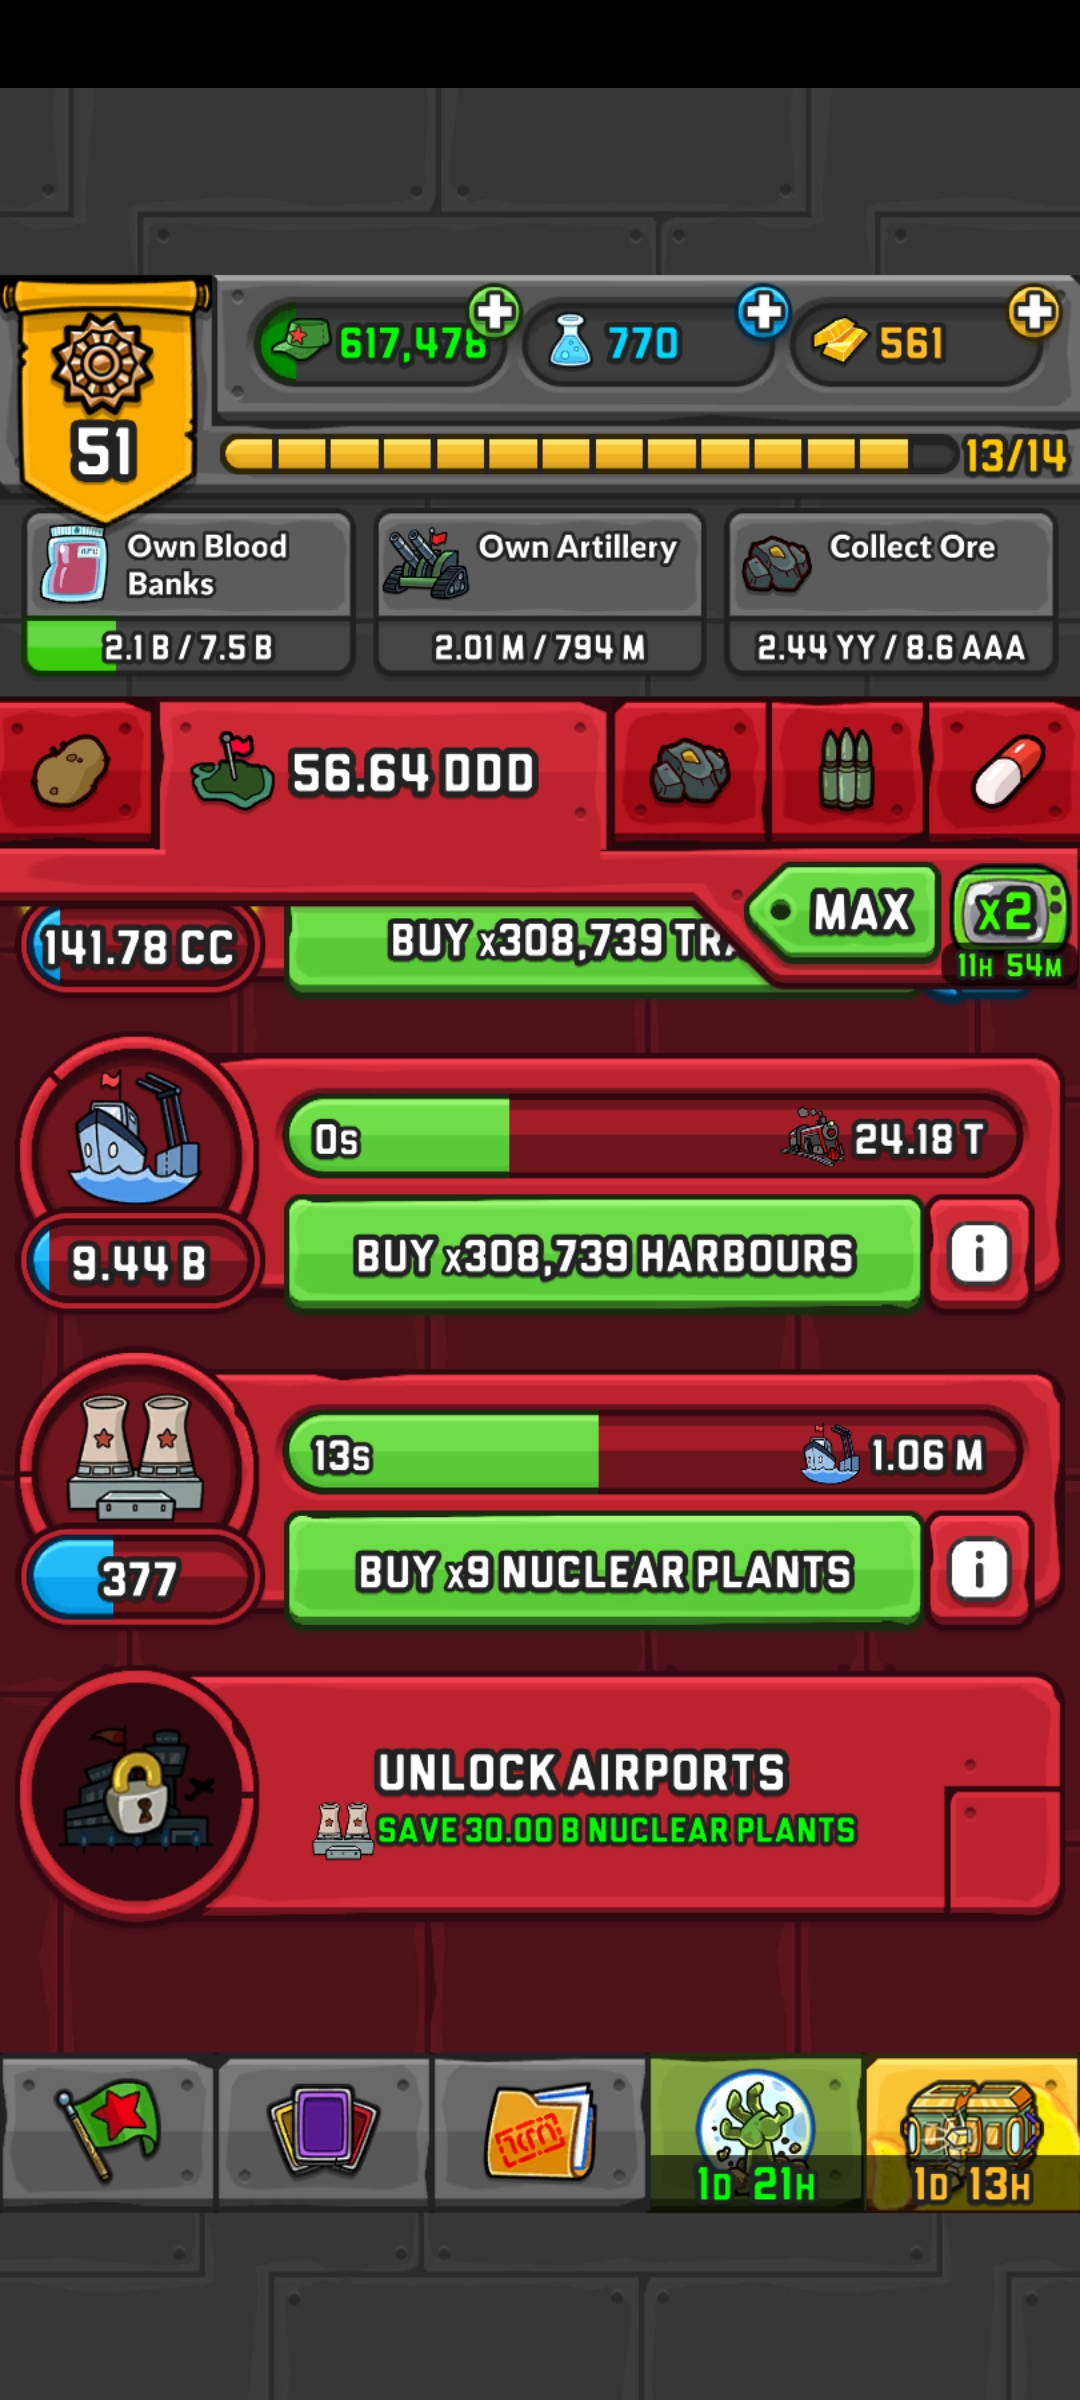 617,478
770
561
51
13/14
Own Blood
Banks
Own Artillery
Collect Ore
2.1 B / 7.5 B
2.01 M / 794 M
2.44 YY / 8.6 AAA
56.64 DDD
MAX
x2
11H 54M
141.78 CC
BUY x308,739
0s
24.18 T
9.44 B
BUY x308,739 HARBOURS
i
13s
1.06 M
377
BUY x9 NUCLEAR PLANTS
i
UNLOCK AIRPORTS
SAVE 30.00 B NUCLEAR PLANTS
1D 21H
1D 13H